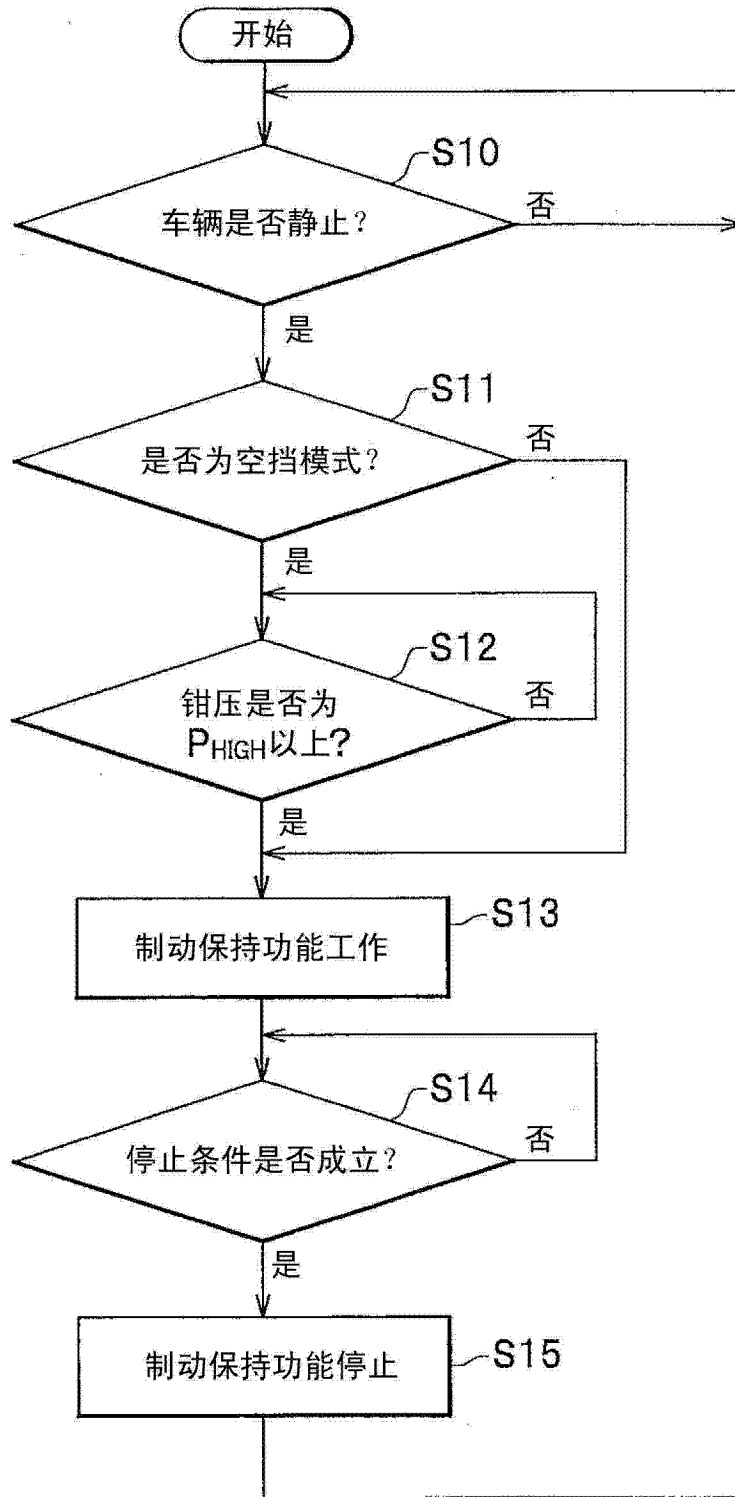 开始
S10
车辆是否静止?
否
是
S11
是否为空挡模式?
否
是
S12
钳压是否为
PHIGH以上?
否
是
S13
制动保持功能工作
S14
停止条件是否成立?
否
是
S15
制动保持功能停止